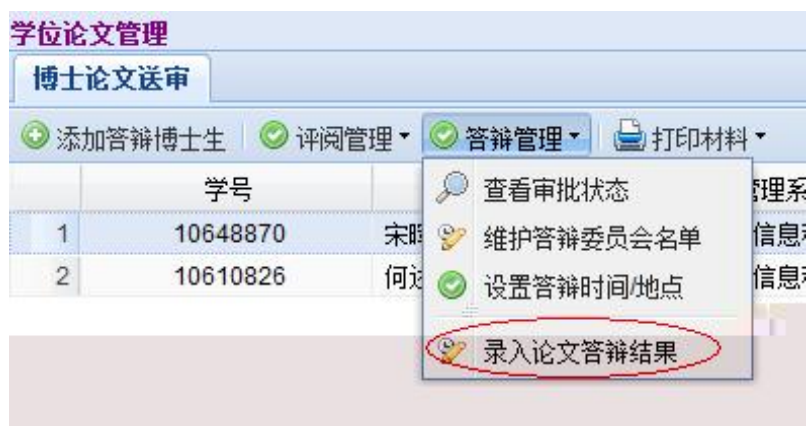 学位论文管理
博士论文送审
添加答辩博士生 评阅管理 答辩管理 打印材料
学号
查看审批状态
管理系
1 10648870 宋
维护答辩委员会名单
信息
2 10610826 何
设置答辩时间/地点
信息
录入论文答辩结果